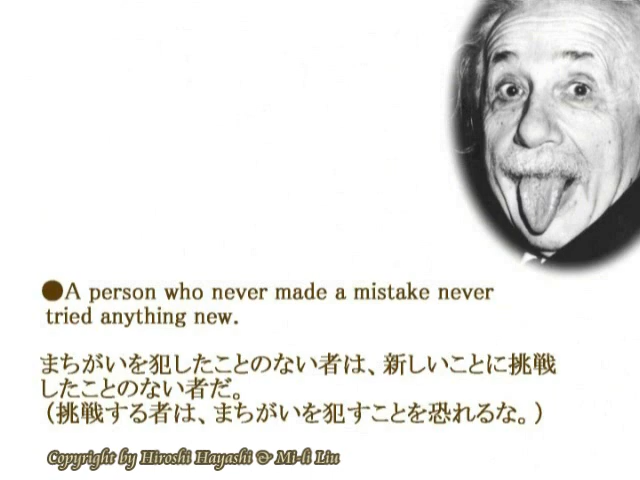 ●A person who never made a mistake never
tried anything new.
まちがいを犯したことのない者は、新しいことに挑戦
したことのない者だ。
（挑戦する者は、まちがいを犯すことを恐れるな。）
Copyright by Hiroshi Hayashi & Mi-li Liu